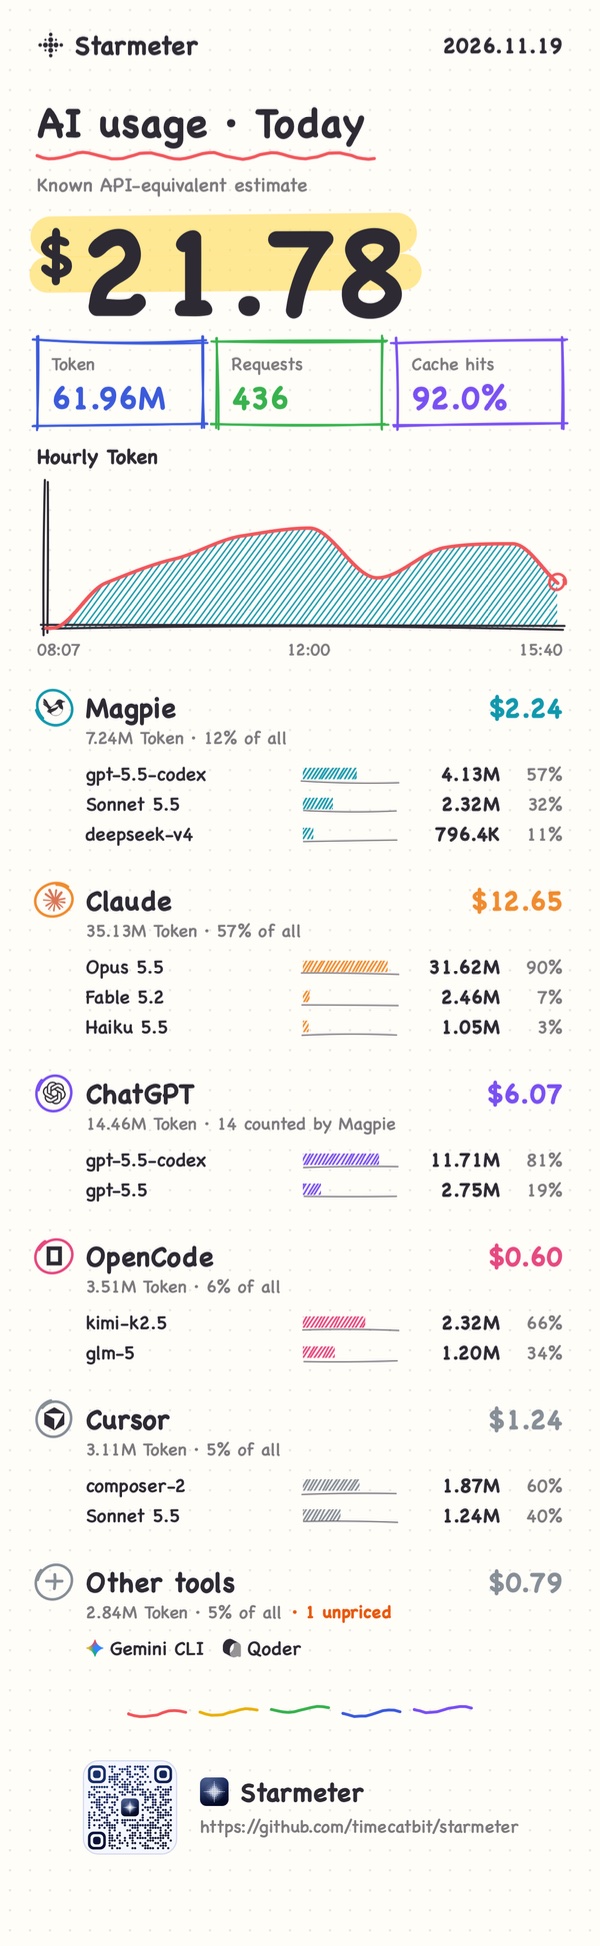 Starmeter 2026.11.19
AI usage · Today
Known API-equivalent estimate
$21.78
Token Requests Cache hits
61.96M 436 92.0%
Hourly Token
08:07 12:00 15:40
Magpie $2.24
7.24M Token · 12% of all
gpt-5.5-codex 4.13M 57%
Sonnet 5.5 2.32M 32%
deepseek-v4 796.4K 11%
Claude $12.65
35.13M Token · 57% of all
Opus 5.5 31.62M 90%
Fable 5.2 2.46M 7%
Haiku 5.5 1.05M 3%
ChatGPT $6.07
14.46M Token · 14 counted by Magpie
gpt-5.5-codex 11.71M 81%
gpt-5.5 2.75M 19%
OpenCode $0.60
3.51M Token · 6% of all
kimi-k2.5 2.32M 66%
glm-5 1.20M 34%
Cursor $1.24
3.11M Token · 5% of all
composer-2 1.87M 60%
Sonnet 5.5 1.24M 40%
Other tools $0.79
2.84M Token · 5% of all · 1 unpriced
Gemini CLI Qoder
Starmeter
https://github.com/timecatbit/starmeter